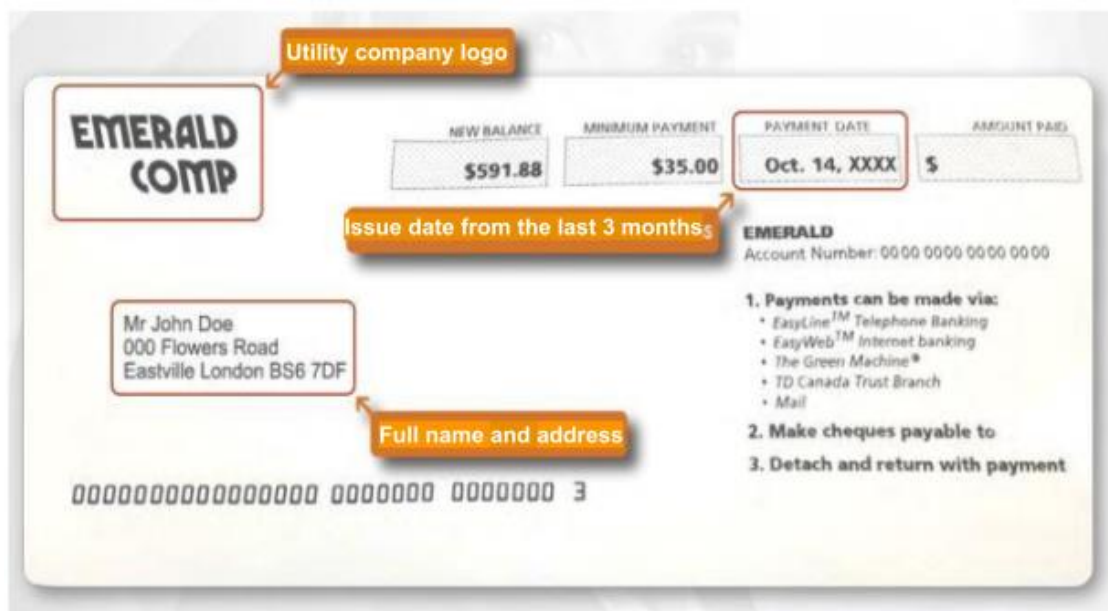 Utility company logo
EMERALD
COMP
NEW BALANCE
MINIMUM PAYMENT
PAYMENT DATE
AMOUNT PAID
$591.88
$35.00
Oct. 14, XXXX
$
Issue date from the last 3 months
$
EMERALD
Account Number: 0000 0000 0000 0000
Mr John Doe
000 Flowers Road
Eastville London BS6 7DF
1. Payments can be made via:
• EasyLine™ Telephone Banking
• EasyWeb™ Internet banking
• The Green Machine®
• TD Canada Trust Branch
• Mail
Full name and address
2. Make cheques payable to
3. Detach and return with payment
0000000000000000 0000000 0000000 3